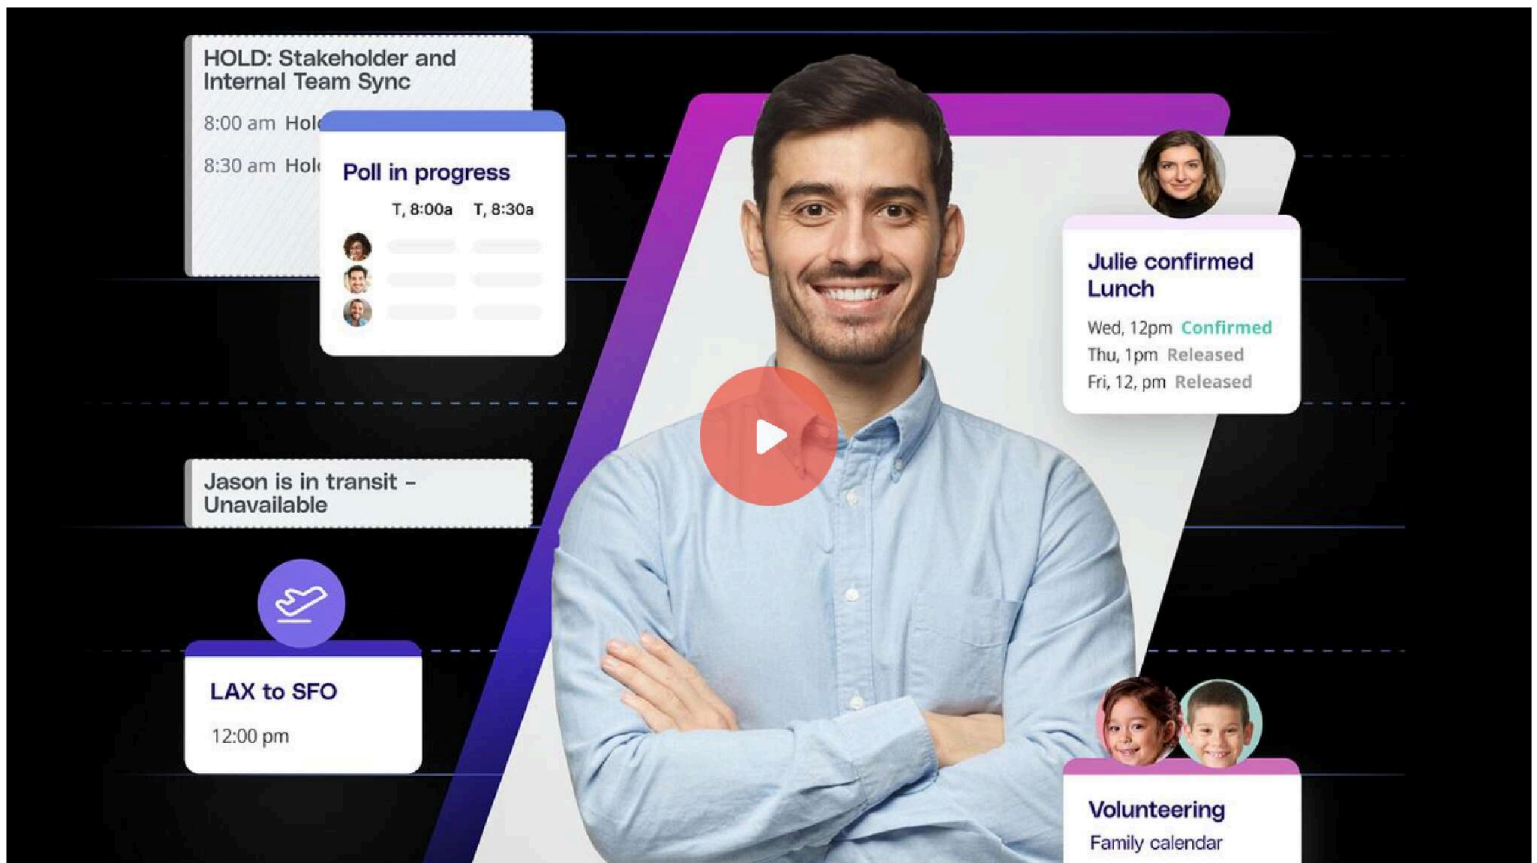 HOLD: Stakeholder and
Internal Team Sync
8:00 am
8:30 am
Poll in progress
T, 8:00a T, 8:30a
Julie confirmed
Lunch
Wed, 12pm Confirmed
Thu, 1pm Released
Fri, 12, pm Released
Jason is in transit –
Unavailable
LAX to SFO
12:00 pm
Volunteering
Family calendar